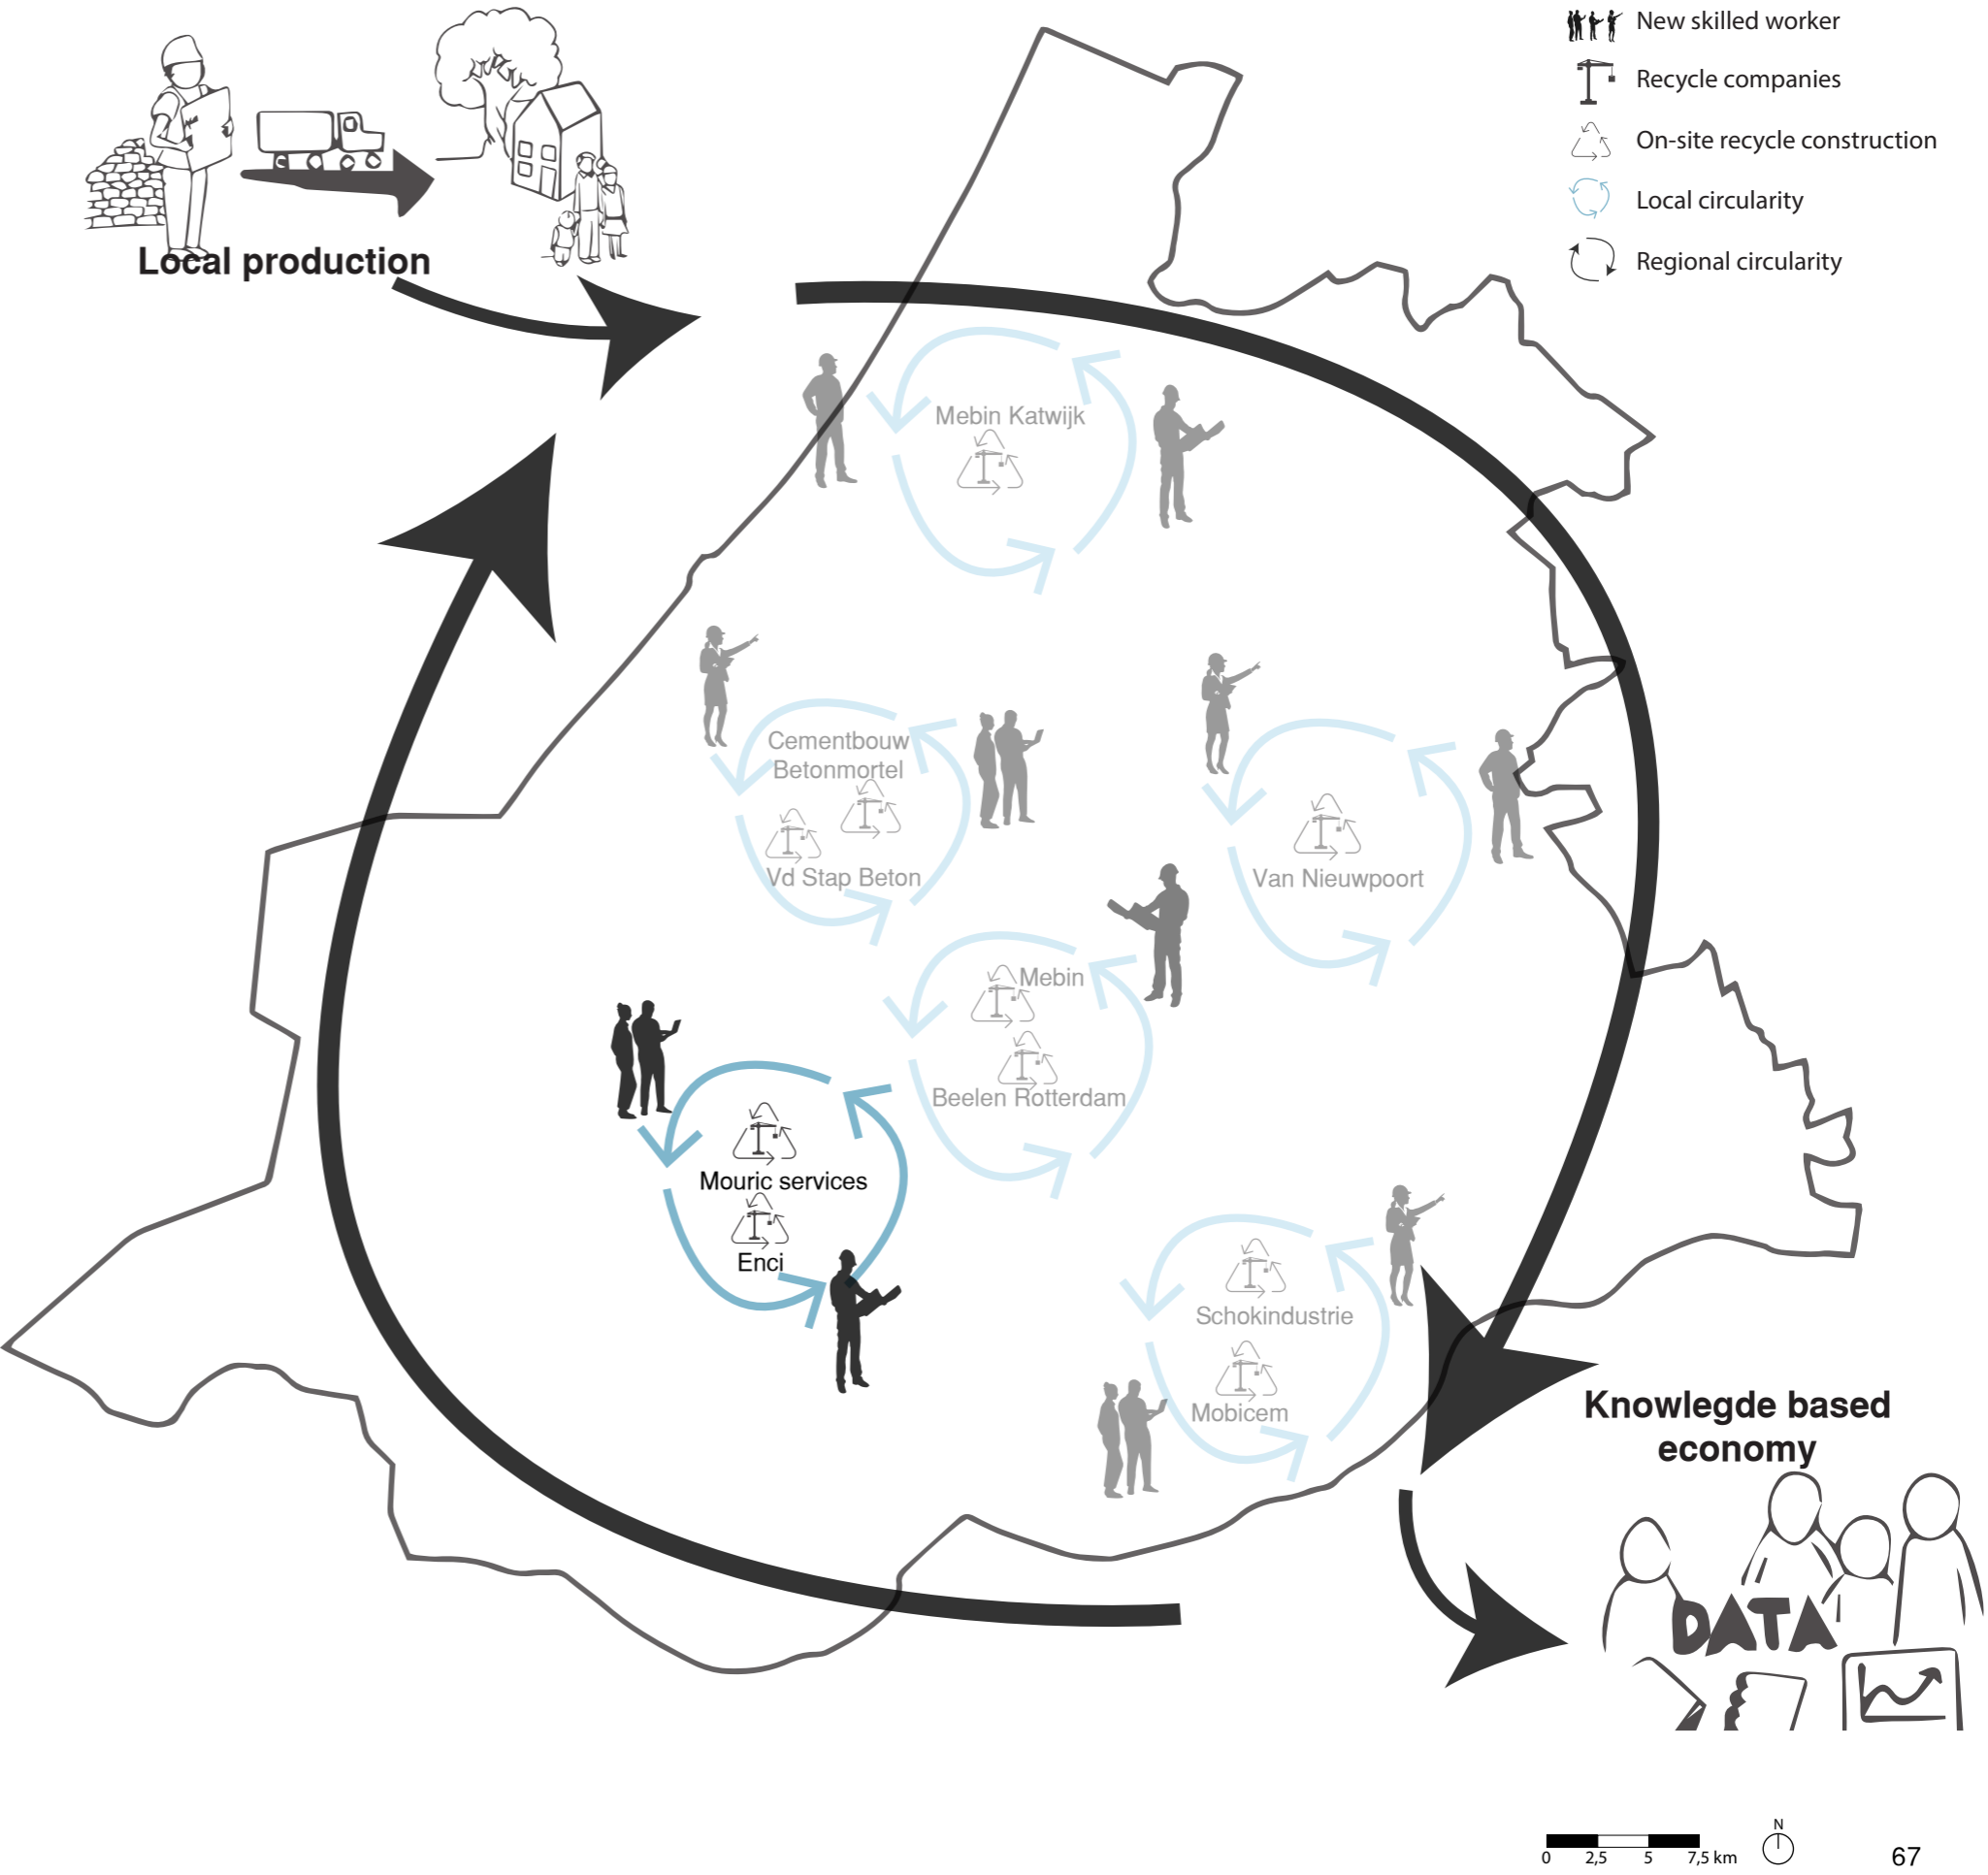 New skilled worker
Recycle companies
On-site recycle construction
Local circularity
Regional circularity
Local production
Mebin Katwijk
Cementbouw
Betonmortel
Vd Stap Beton
Van Nieuwpoort
Mebin
Beelen Rotterdam
Mouric services
Enci
Schokindustrie
Mobicem
Knowlegde based
economy
DATA
N
0 2,5 5 7,5 km
67